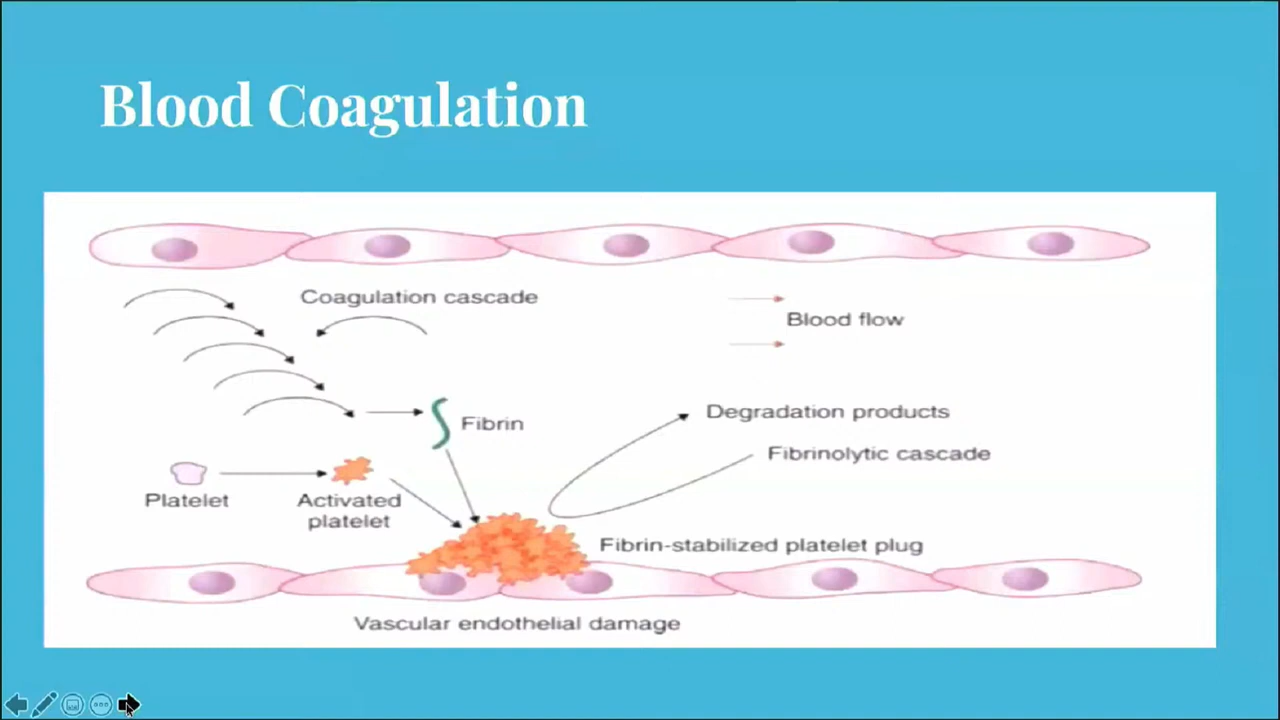 Blood Coagulation
Coagulation cascade
Blood flow
Fibrin
Degradation products
Fibrinolytic cascade
Platelet
Activated
platelet
Fibrin-stabilized platelet plug
Vascular endothelial damage